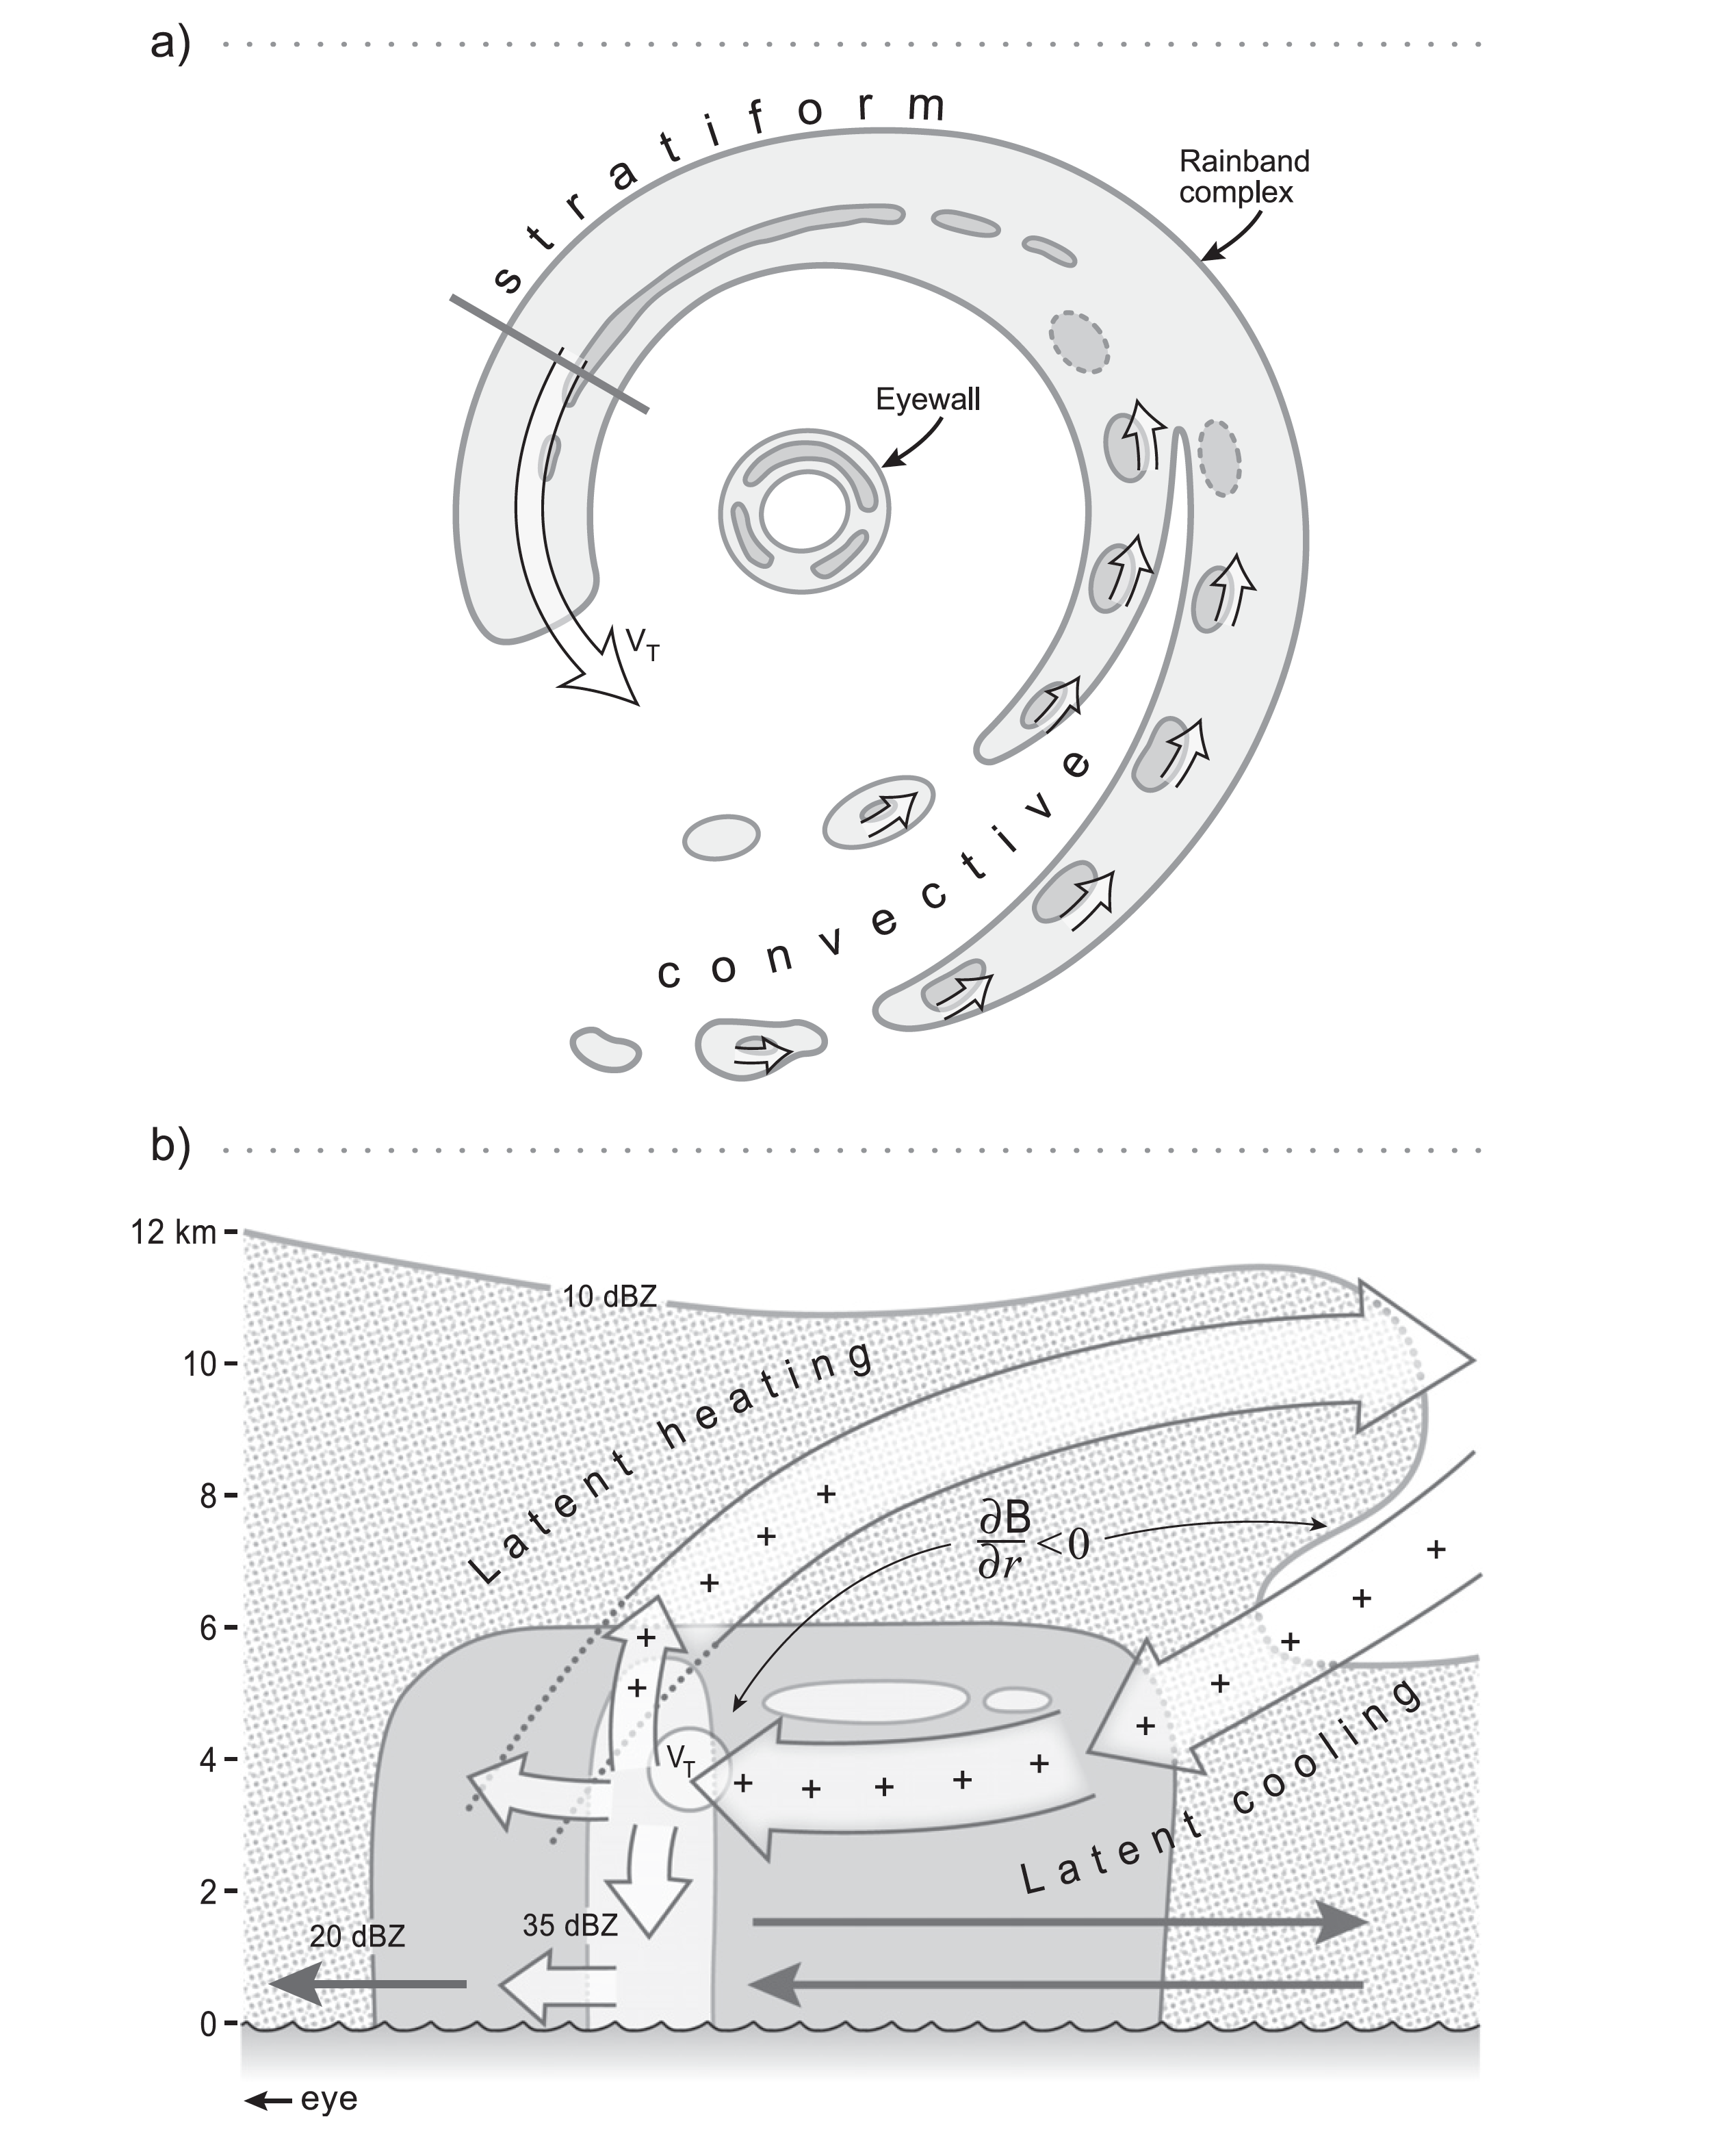 a)
stratiform
Rainband
complex
Eyewall
V_T
convective
b)
12 km
10 dBZ
10
Latent heating
8
∂B/∂r <0
6
4
V_T
Latent cooling
2
20 dBZ
35 dBZ
0
eye